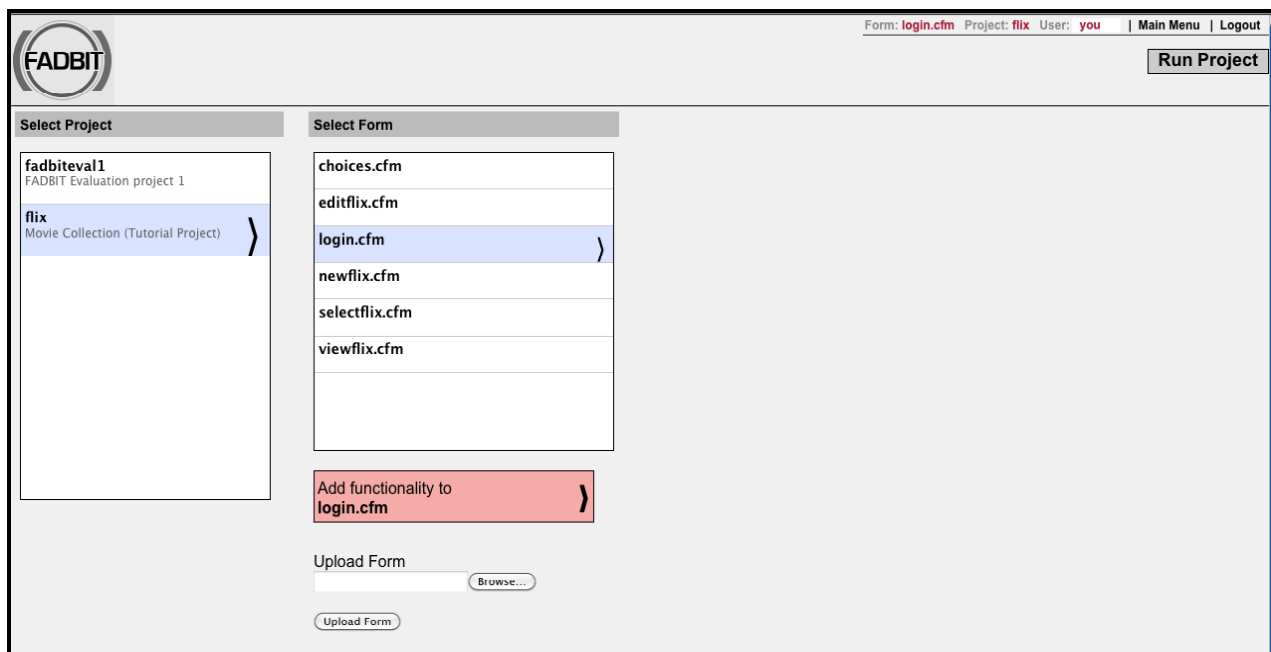 Form: login.cfm Project: flix User: you | Main Menu | Logout
FADBIT
Run Project
Select Project
fadbiteval1
FADBIT Evaluation project 1
flix
Movie Collection (Tutorial Project)
Select Form
choices.cfm
editflix.cfm
login.cfm
newflix.cfm
selectflix.cfm
viewflix.cfm
Add functionality to
login.cfm
Upload Form
Browse...
Upload Form